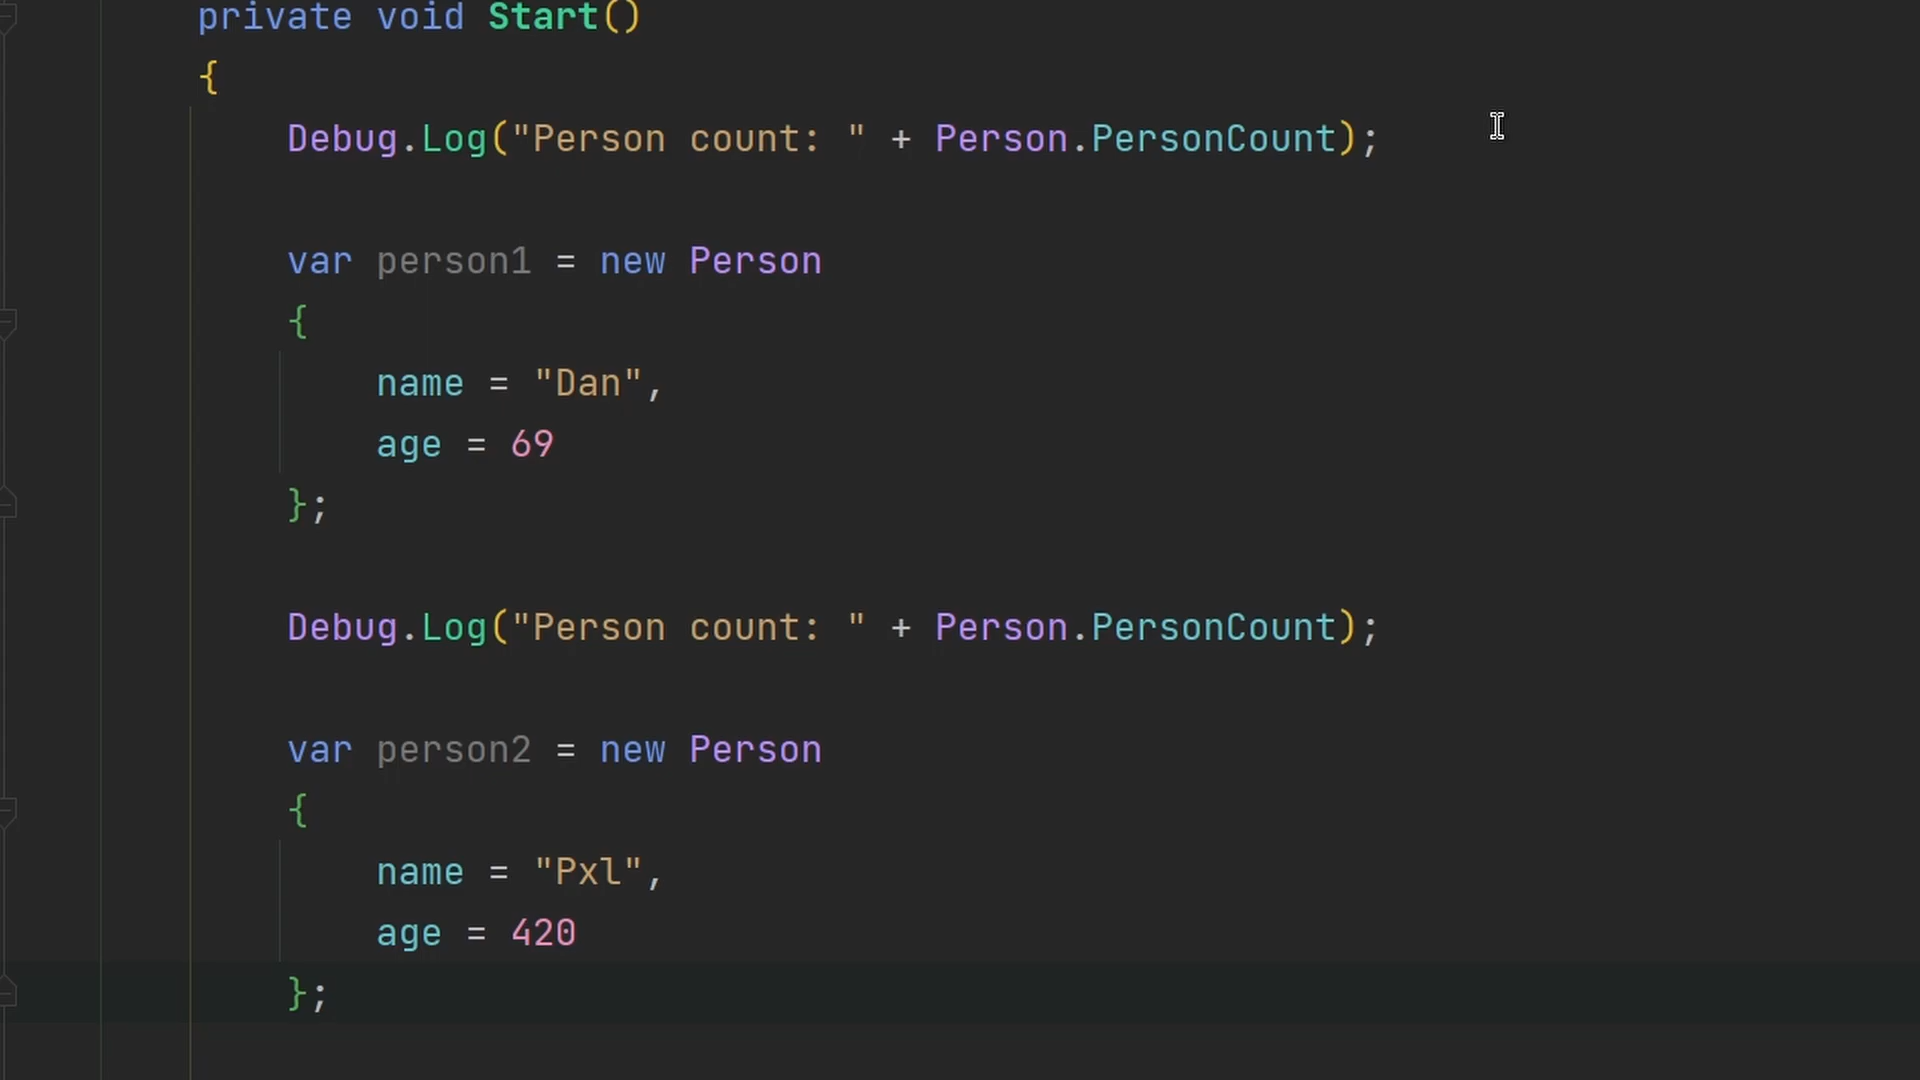 private void Start()
{
Debug.Log("Person count: " + Person.PersonCount);
var person1 = new Person
{
name = "Dan",
age = 69
};
Debug.Log("Person count: " + Person.PersonCount);
var person2 = new Person
{
name = "Pxl",
age = 420
};